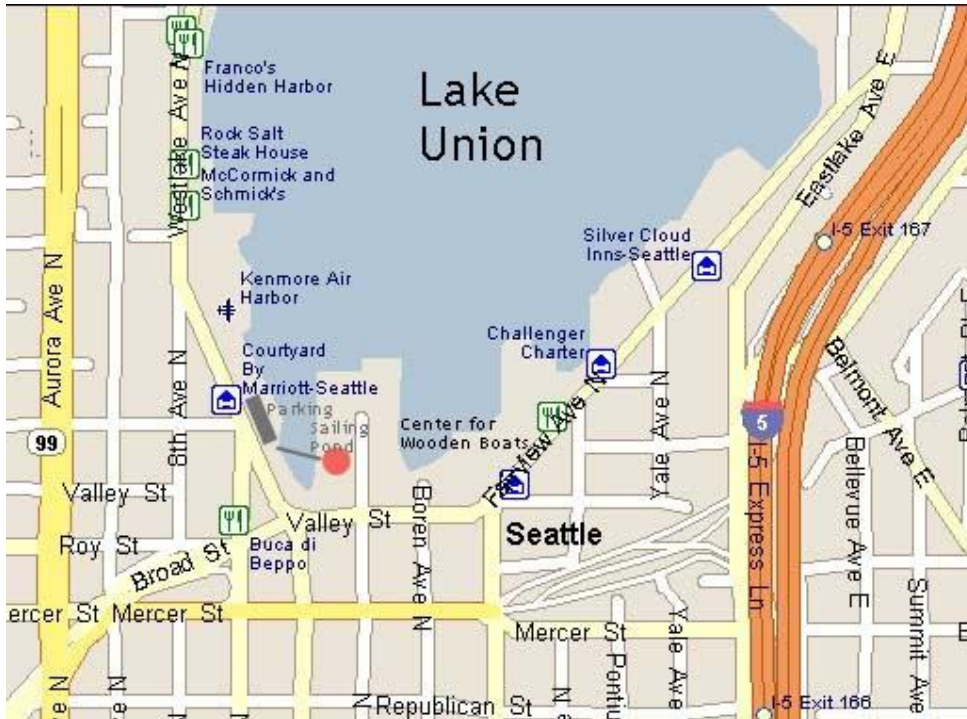 Lake
Union
Franco's
Hidden Harbor
Rock Salt
Steak House
McCormick and
Schmick's
Westlake Ave N
Eastlake Ave E
I-5 Exit 167
Silver Cloud
Inns-Seattle
Kenmore Air
Harbor
Aurora Ave N
Challenger
Charter
Courtyard
By
Marriott-Seattle
Parking
Sailing
Pond
8th Ave N
Center for
Wooden Boats
Fairview Ave N
Yale Ave N
Belmont Ave E
5
99
I-5 Express Ln
Bellevue Ave E
Valley St
Valley St
Boren Ave N
Seattle
Roy St
Broad St
Buca di
Beppo
Mercer St
ercer St
Mercer St
Yale Ave
Pontiu
Summit Ave
E
Republican St
I-5 Exit 166
ve N
Ave N
N
N a